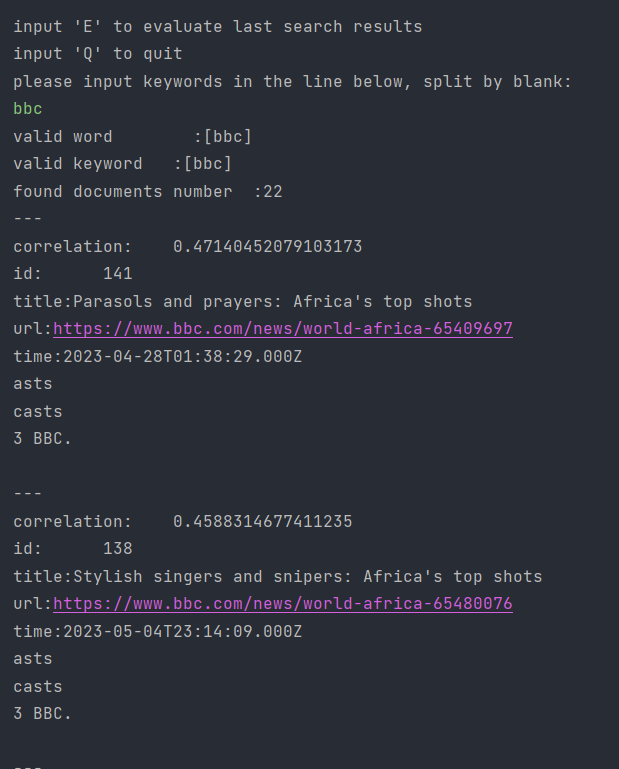 input 'E' to evaluate last search results
input 'Q' to quit
please input keywords in the line below, split by blank:
bbc
valid word        :[bbc]
valid keyword   :[bbc]
found documents number  :22
---
correlation:    0.47140452079103173
id:      141
title:Parasols and prayers: Africa's top shots
url:https://www.bbc.com/news/world-africa-65409697
time:2023-04-28T01:38:29.000Z
asts
casts
3 BBC.

---
correlation:    0.4588314677411235
id:      138
title:Stylish singers and snipers: Africa's top shots
url:https://www.bbc.com/news/world-africa-65480076
time:2023-05-04T23:14:09.000Z
asts
casts
3 BBC.

---